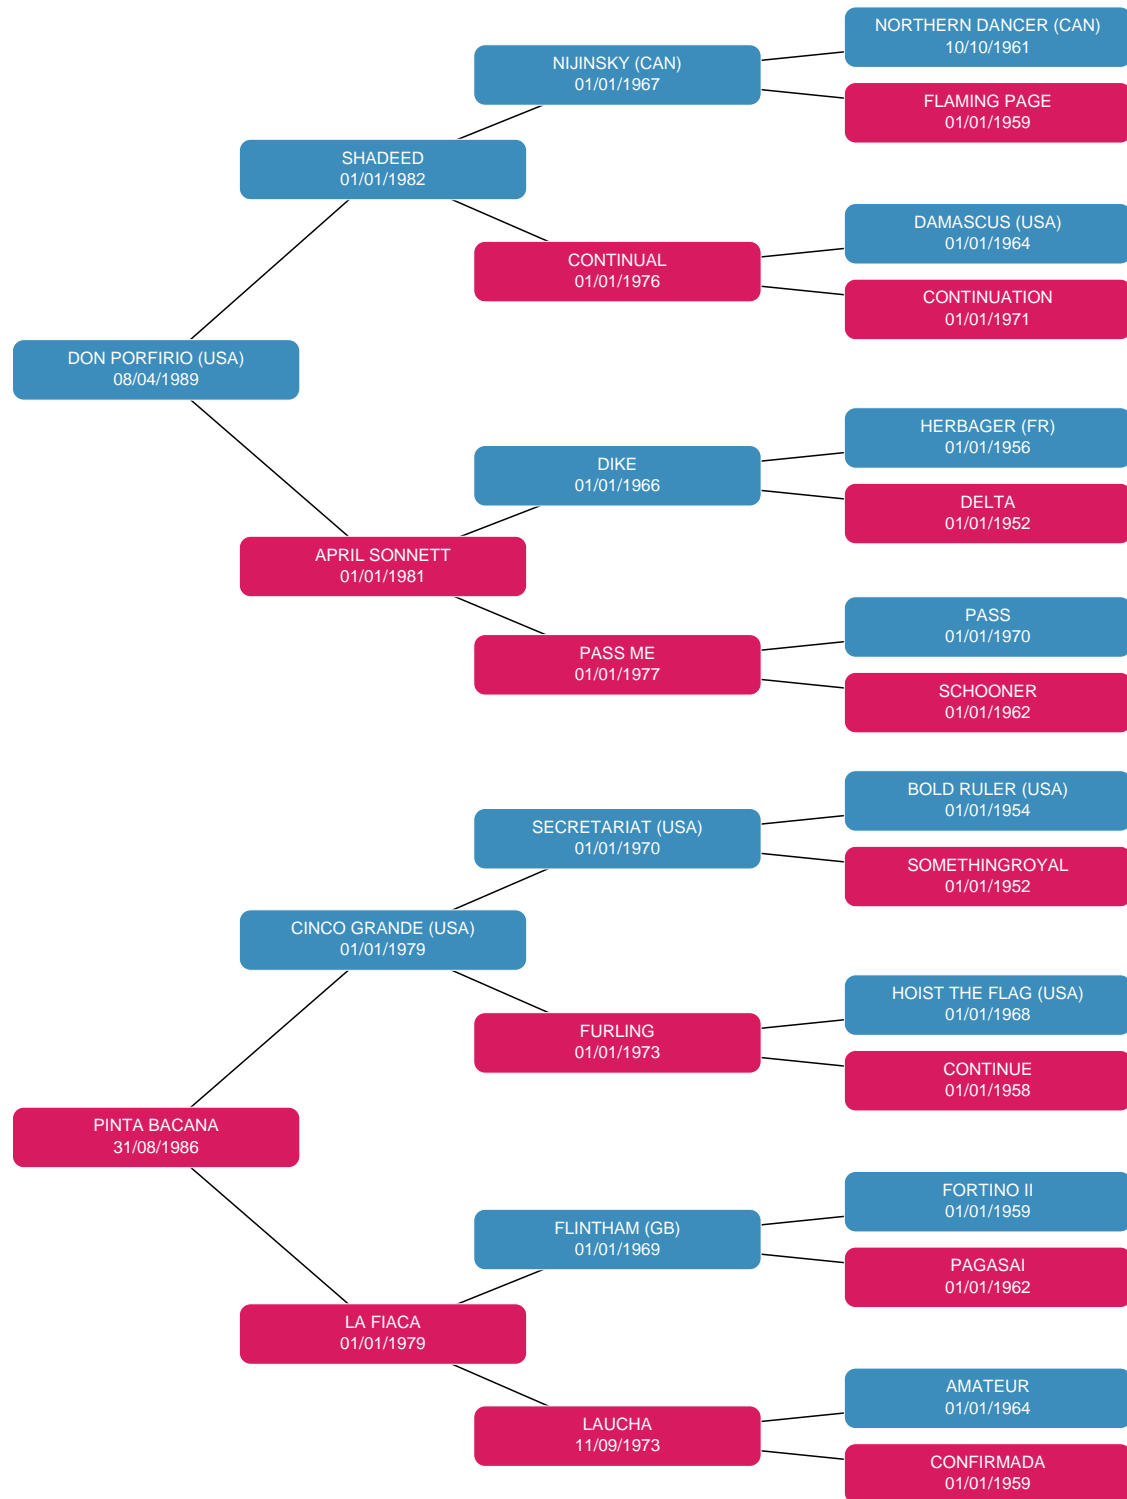 NORTHERN DANCER (CAN)
10/10/1961
NIJINSKY (CAN)
01/01/1967
FLAMING PAGE
01/01/1959
SHADEED
01/01/1982
DAMASCUS (USA)
01/01/1964
CONTINUAL
01/01/1976
CONTINUATION
01/01/1971
DON PORFIRIO (USA)
08/04/1989
HERBAGER (FR)
01/01/1956
DIKE
01/01/1966
DELTA
01/01/1952
APRIL SONNETT
01/01/1981
PASS
01/01/1970
PASS ME
01/01/1977
SCHOONER
01/01/1962
BOLD RULER (USA)
01/01/1954
SECRETARIAT (USA)
01/01/1970
SOMETHINGROYAL
01/01/1952
CINCO GRANDE (USA)
01/01/1979
HOIST THE FLAG (USA)
01/01/1968
FURLING
01/01/1973
CONTINUE
01/01/1958
PINTA BACANA
31/08/1986
FORTINO II
01/01/1959
FLINTHAM (GB)
01/01/1969
PAGASAI
01/01/1962
LA FIACA
01/01/1979
AMATEUR
01/01/1964
LAUCHA
11/09/1973
CONFIRMADA
01/01/1959